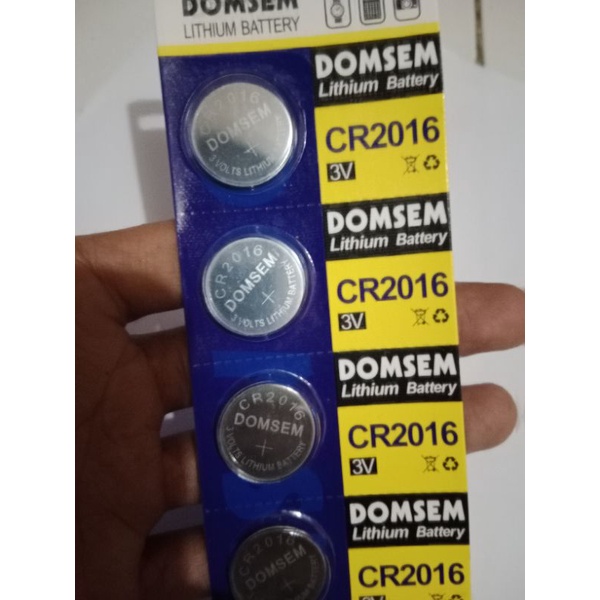 DOMSEM
LITHIUM BATTERY
DOMSEM
Lithium Battery
CR2016
3V
CR2016
DOMSEM
+
3 VOLTS LITHIUM
DOMSEM
Lithium Battery
CR2016
3V
CR2016
DOMSEM
+
3 VOLTS LITHIUM BATTERY
DOMSEM
Lithium Battery
CR2016
3V
CR2016
DOMSEM
+
3 VOLTS LITHIUM BATTERY
DOMSEM
Lithium Battery
CR2016
3V
CR2016
DOMSEM
+